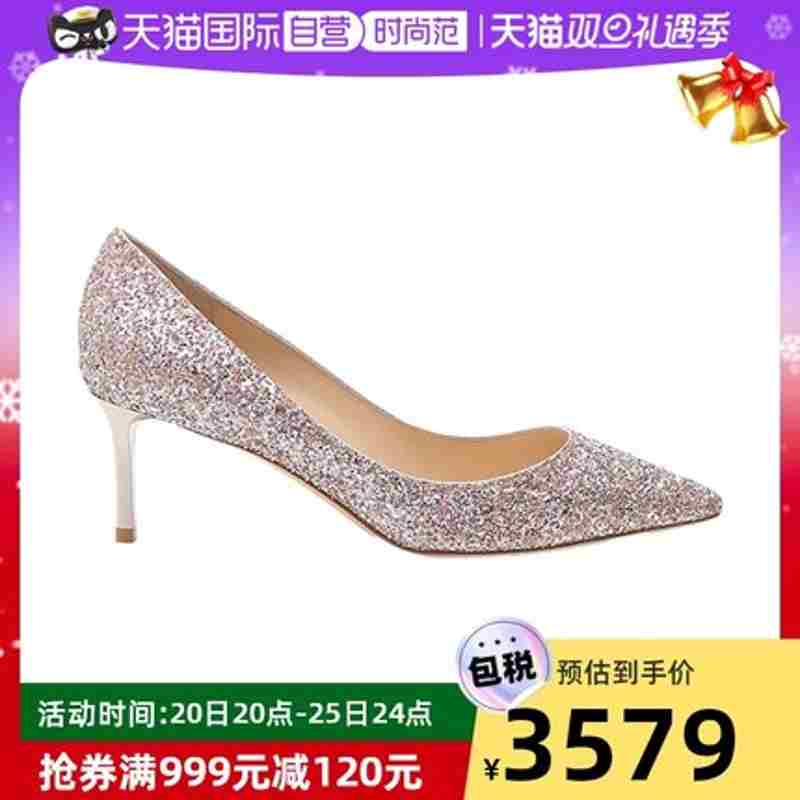 天猫国际 自营 时尚范 | 天猫双旦礼遇季
包税 预估到手价
活动时间:20日20点-25日24点
¥3579
抢券满999元减120元